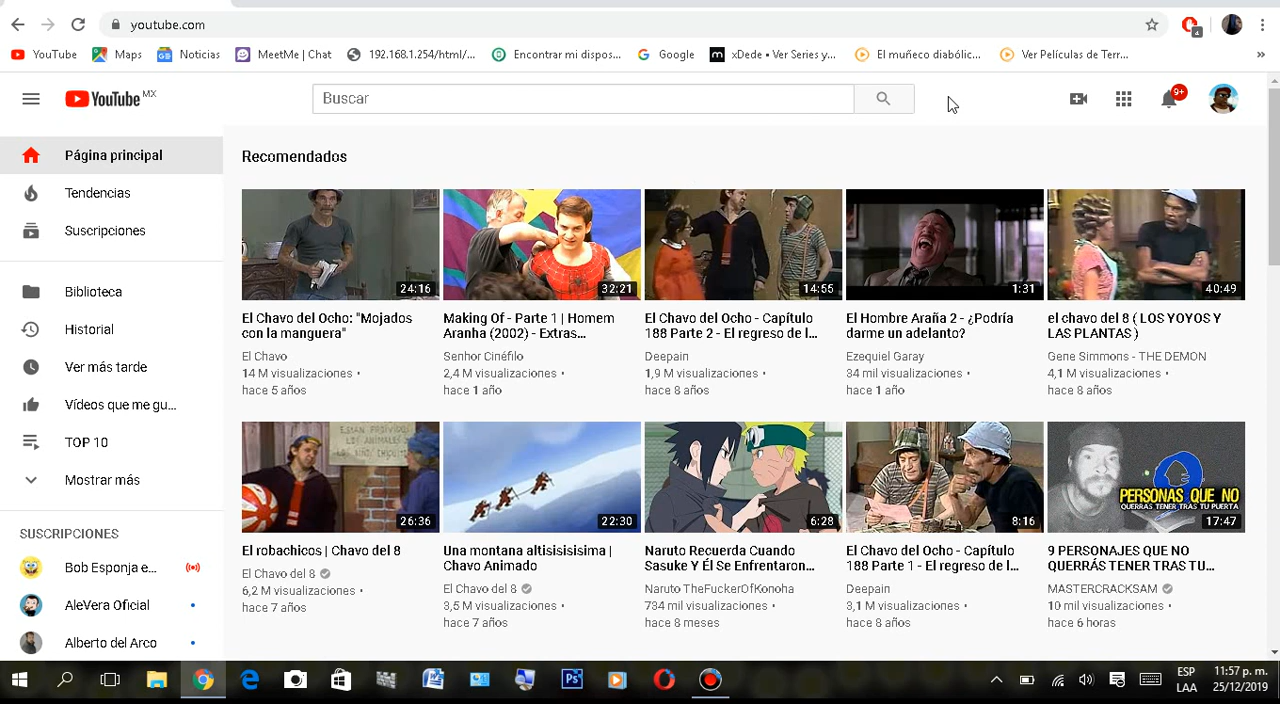 youtube.com
4
YouTube
Maps
Noticias
MeetMe | Chat
192.168.1.254/html/...
Encontrar mi dispos...
Google
xDede • Ver Series y...
El muñeco diabólic...
Ver Películas de Terr...
»
YouTube MX
Buscar
9+
Página principal
Tendencias
Suscripciones
Biblioteca
Historial
Ver más tarde
Vídeos que me gu...
TOP 10
Mostrar más
SUSCRIPCIONES
Bob Esponja e...
AleVera Oficial
Alberto del Arco
Recomendados
24:16
32:21
14:55
1:31
40:49
El Chavo del Ocho: "Mojados
con la manguera"
El Chavo
14 M visualizaciones •
hace 5 años
Making Of - Parte 1 | Homem
Aranha (2002) - Extras...
Senhor Cinéfilo
2,4 M visualizaciones •
hace 1 año
El Chavo del Ocho - Capítulo
188 Parte 2 - El regreso de l...
Deepain
1,9 M visualizaciones •
hace 8 años
El Hombre Araña 2 - ¿Podría
darme un adelanto?
Ezequiel Garay
34 mil visualizaciones •
hace 1 año
el chavo del 8 ( LOS YOYOS Y
LAS PLANTAS )
Gene Simmons - THE DEMON
4,1 M visualizaciones •
hace 8 años
26:36
22:30
6:28
8:16
PERSONAS QUE NO
QUERRÁS TENER TRAS TU PUERTA
17:47
El robachicos | Chavo del 8
El Chavo del 8
6,2 M visualizaciones •
hace 7 años
Una montana altisisisisima |
Chavo Animado
El Chavo del 8
3,5 M visualizaciones •
hace 7 años
Naruto Recuerda Cuando
Sasuke Y Él Se Enfrentaron...
Naruto TheFuckerOfKonoha
734 mil visualizaciones •
hace 8 meses
El Chavo del Ocho - Capítulo
188 Parte 1 - El regreso de l...
Deepain
3,1 M visualizaciones •
hace 8 años
9 PERSONAJES QUE NO
QUERRÁS TENER TRAS TU...
MASTERCRACKSAM
10 mil visualizaciones •
hace 6 horas
Ps
ESP
LAA
11:57 p. m.
25/12/2019